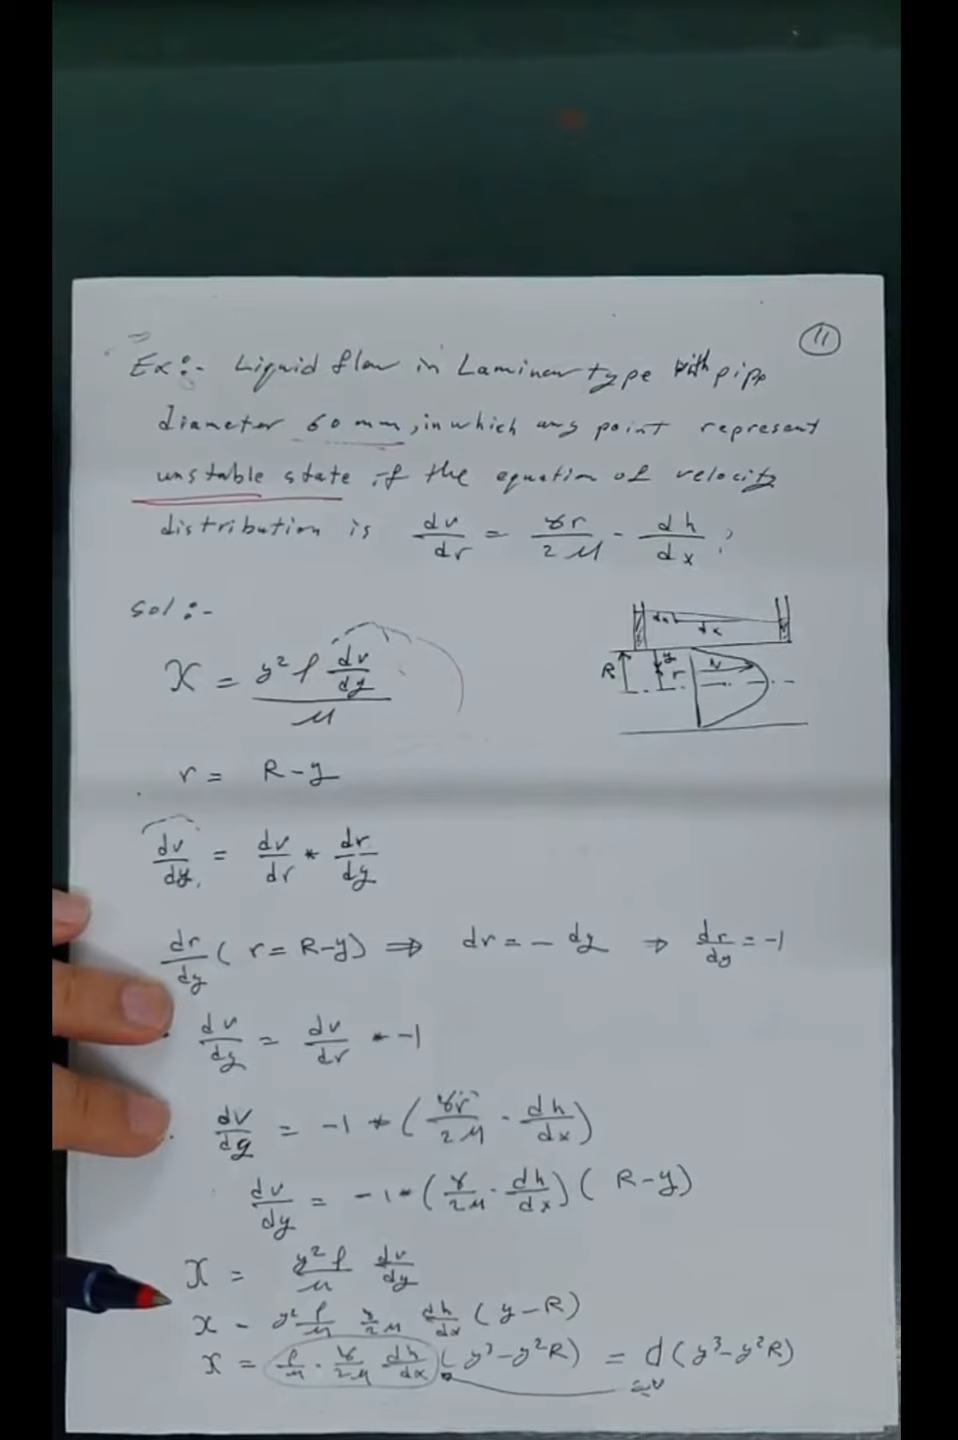 11
Ex:- Liquid flow in Laminar type with pipe
diameter 60 mm, in which any point represent
unstable state if the equation of velocity
distribution is dv/dr = γr/2μ · dh/dx ?
Sol:-
dx
R y r v
X = y² ρ dv/dy / μ
r = R-y
dv/dy = dv/dr * dr/dy
dr/dy ( r = R-y) ⇒ dr = - dy ⇒ dr/dy = -1
dv/dy = dv/dr * -1
dv/dy = -1 * (γr/2μ · dh/dx)
dv/dy = -1 * (γ/2μ · dh/dx) ( R-y)
X = y² ρ/μ dv/dy
X = y² ρ/μ γ/2μ dh/dx ( y-R)
X = ρ/μ · γ/2μ dh/dx ( y³-y²R) = d (y³-y²R)